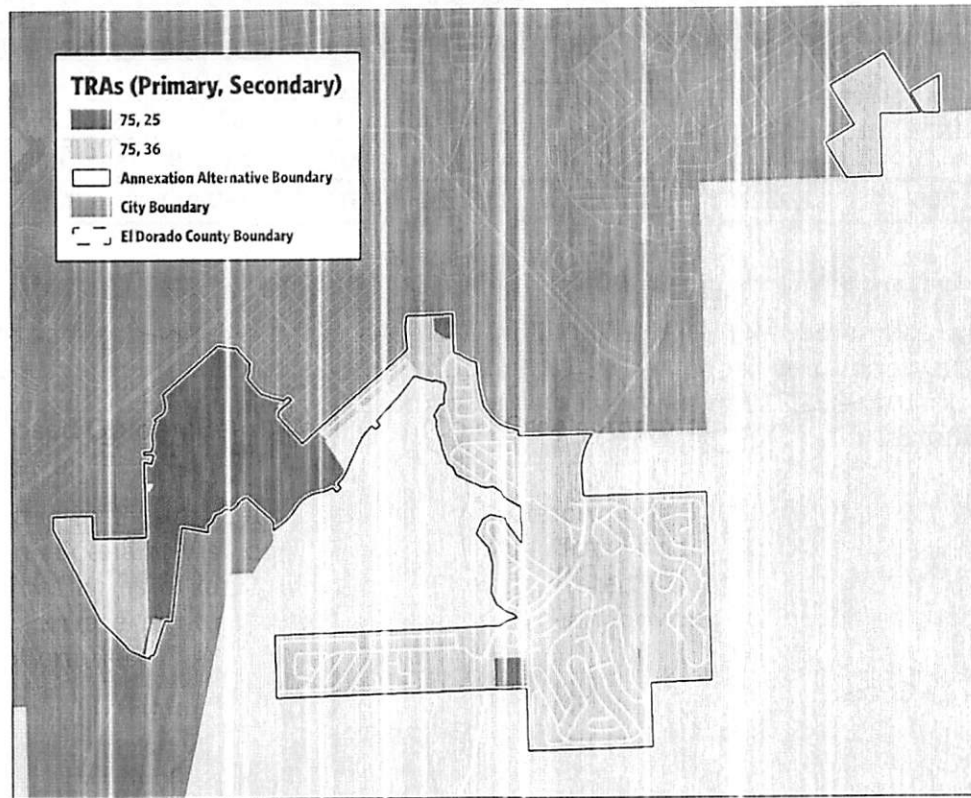 TRAs (Primary, Secondary)
75, 25
75, 36
Annexation Alternative Boundary
City Boundary
El Dorado County Boundary